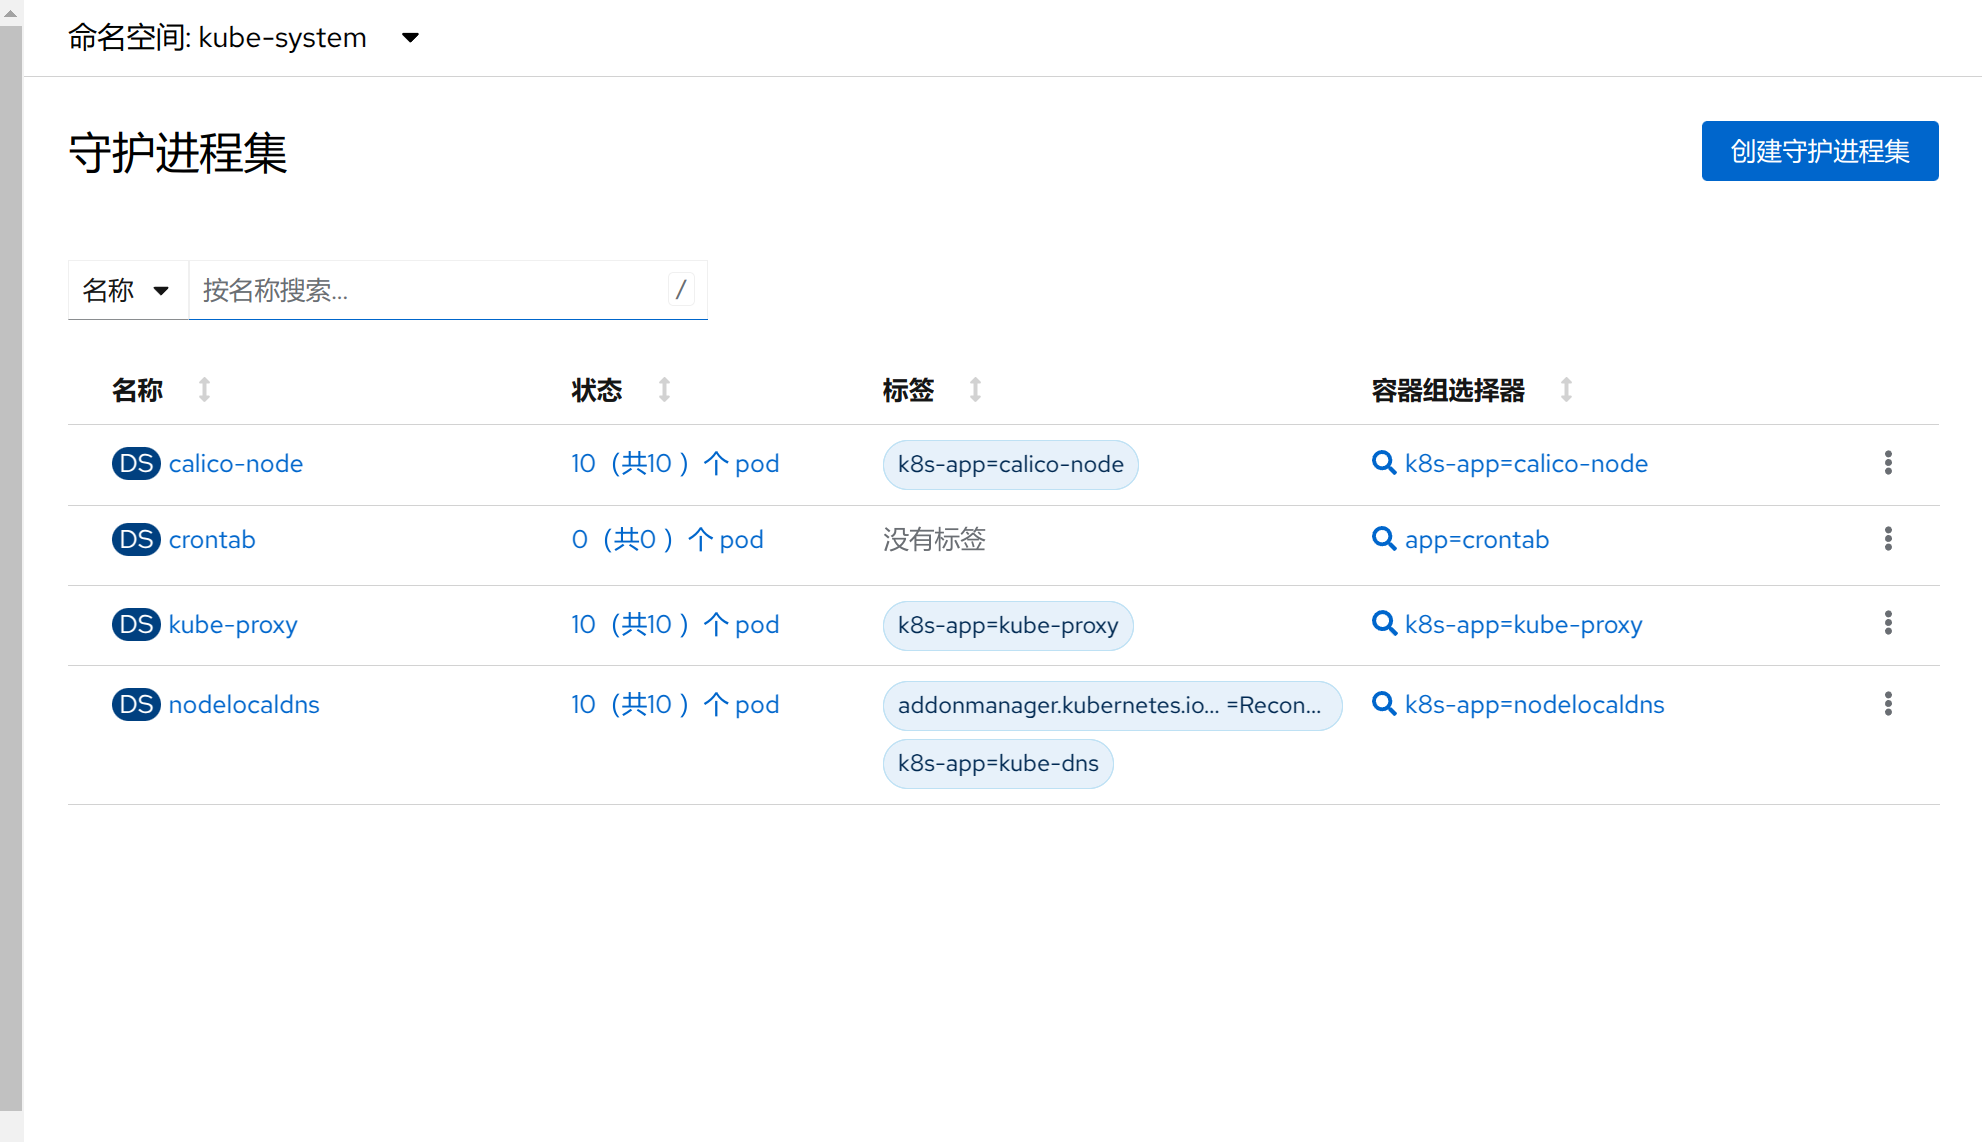 命名空间: kube-system
守护进程集
创建守护进程集
名称 按名称搜索... /
名称 状态 标签 容器组选择器
DS calico-node 10（共10 ）个 pod k8s-app=calico-node k8s-app=calico-node
DS crontab 0（共0 ）个 pod 没有标签 app=crontab
DS kube-proxy 10（共10 ）个 pod k8s-app=kube-proxy k8s-app=kube-proxy
DS nodelocaldns 10（共10 ）个 pod addonmanager.kubernetes.io... =Recon... k8s-app=nodelocaldns
k8s-app=kube-dns